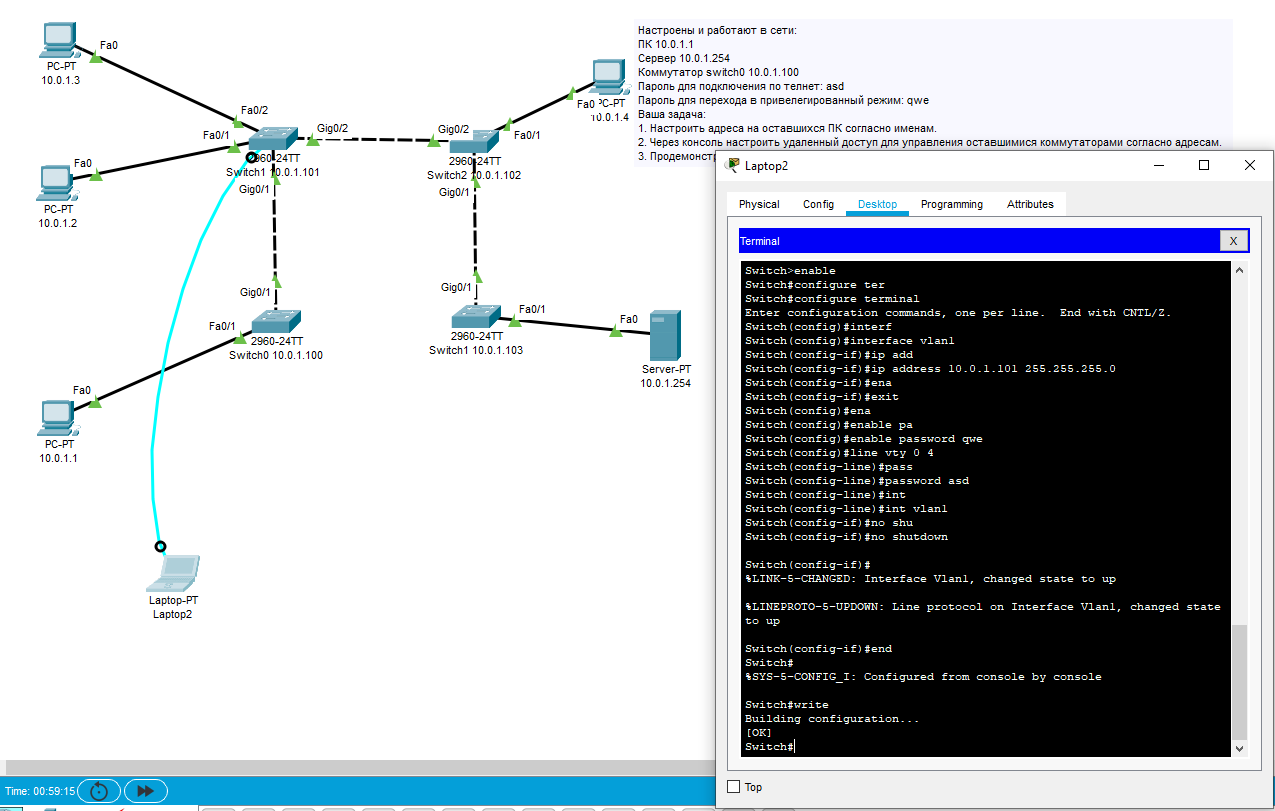 Fa0
PC-PT
10.0.1.3
Fa0/2
Fa0/1
Gig0/2
Gig0/2
Fa0/1
Fa0
PC-PT
10.0.1.4
2960-24TT
Switch1 10.0.1.101
Gig0/1
2960-24TT
Switch2 10.0.1.102
Gig0/1
Fa0
PC-PT
10.0.1.2
Gig0/1
Fa0/1
2960-24TT
Switch0 10.0.1.100
Gig0/1
Fa0/1
2960-24TT
Switch1 10.0.1.103
Fa0
Server-PT
10.0.1.254
Fa0
PC-PT
10.0.1.1
Laptop-PT
Laptop2
Настроены и работают в сети:
ПК 10.0.1.1
Сервер 10.0.1.254
Коммутатор switch0 10.0.1.100
Пароль для подключения по телнет: asd
Пароль для перехода в привелегированный режим: qwe
Ваша задача:
1. Настроить адреса на оставшихся ПК согласно именам.
2. Через консоль настроить удаленный доступ для управления оставшимися коммутаторами согласно адресам.
3. Продемонст
Laptop2
Physical Config Desktop Programming Attributes
Terminal X
Switch>enable
Switch#configure ter
Switch#configure terminal
Enter configuration commands, one per line. End with CNTL/Z.
Switch(config)#interf
Switch(config)#interface vlan1
Switch(config-if)#ip add
Switch(config-if)#ip address 10.0.1.101 255.255.255.0
Switch(config-if)#ena
Switch(config-if)#exit
Switch(config)#ena
Switch(config)#enable pa
Switch(config)#enable password qwe
Switch(config)#line vty 0 4
Switch(config-line)#pass
Switch(config-line)#password asd
Switch(config-line)#int
Switch(config-line)#int vlan1
Switch(config-if)#no shu
Switch(config-if)#no shutdown
Switch(config-if)#
%LINK-5-CHANGED: Interface Vlan1, changed state to up
%LINEPROTO-5-UPDOWN: Line protocol on Interface Vlan1, changed state
to up
Switch(config-if)#end
Switch#
%SYS-5-CONFIG_I: Configured from console by console
Switch#write
Building configuration...
[OK]
Switch#
Top
Time: 00:59:15